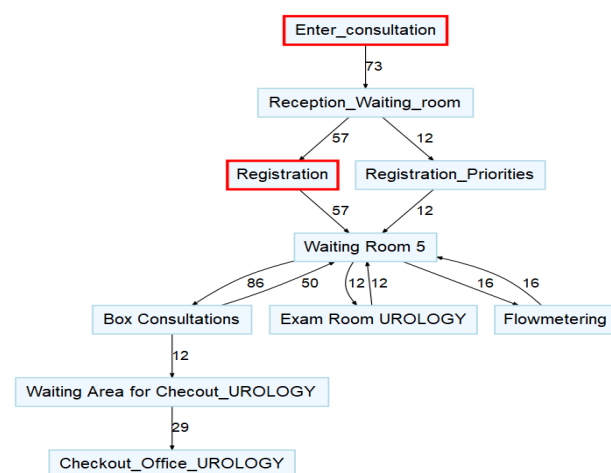 Enter_consultation
73
Reception_Waiting_room
57 12
Registration Registration_Priorities
57 12
Waiting Room 5
86 50 12 12 16 16
Box Consultations Exam Room UROLOGY Flowmetering
12
Waiting Area for Checout_UROLOGY
29
Checkout_Office_UROLOGY